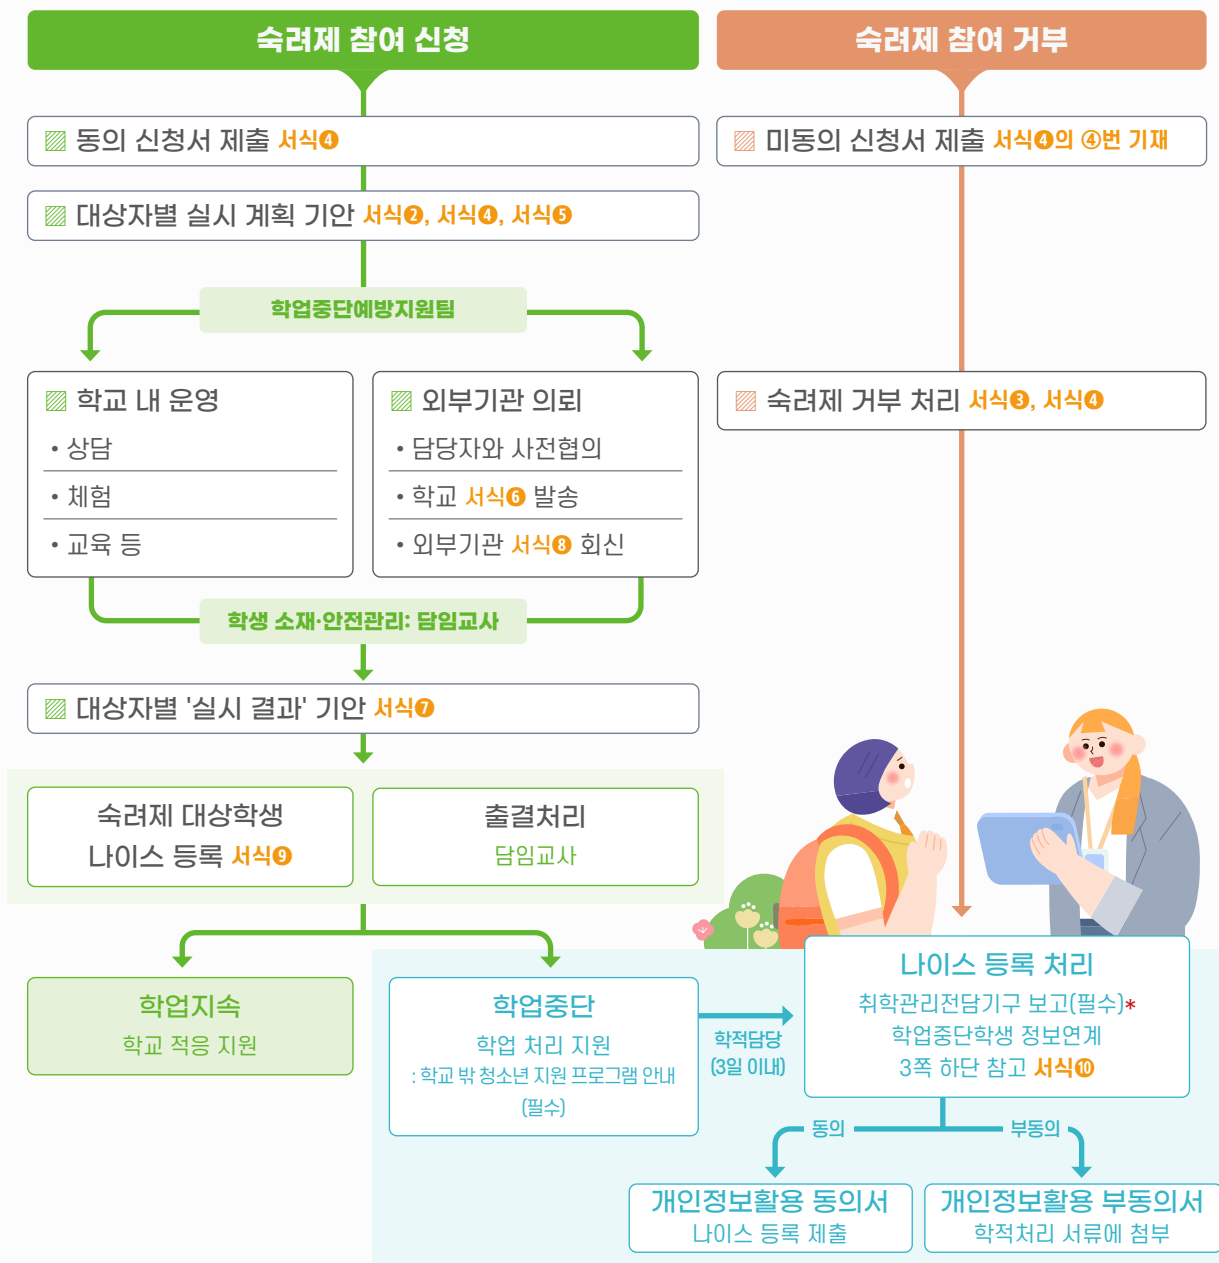 숙려제 참여 신청
숙려제 참여 거부
동의 신청서 제출 서식❹
미동의 신청서 제출 서식❹의 ④번 기재
대상자별 실시 계획 기안 서식❷, 서식❹, 서식❺
학업중단예방지원팀
학교 내 운영
• 상담
• 체험
• 교육 등
외부기관 의뢰
• 담당자와 사전협의
• 학교 서식❻ 발송
• 외부기관 서식❽ 회신
숙려제 거부 처리 서식❸, 서식❹
학생 소재·안전관리: 담임교사
대상자별 '실시 결과' 기안 서식❼
숙려제 대상학생
나이스 등록 서식❾
출결처리
담임교사
학업지속
학교 적응 지원
학업중단
학업 처리 지원
: 학교 밖 청소년 지원 프로그램 안내
(필수)
학적담당
(3일 이내)
나이스 등록 처리
취학관리전담기구 보고(필수)*
학업중단학생 정보연계
3쪽 하단 참고 서식❿
동의
부동의
개인정보활용 동의서
나이스 등록 제출
개인정보활용 부동의서
학적처리 서류에 첨부